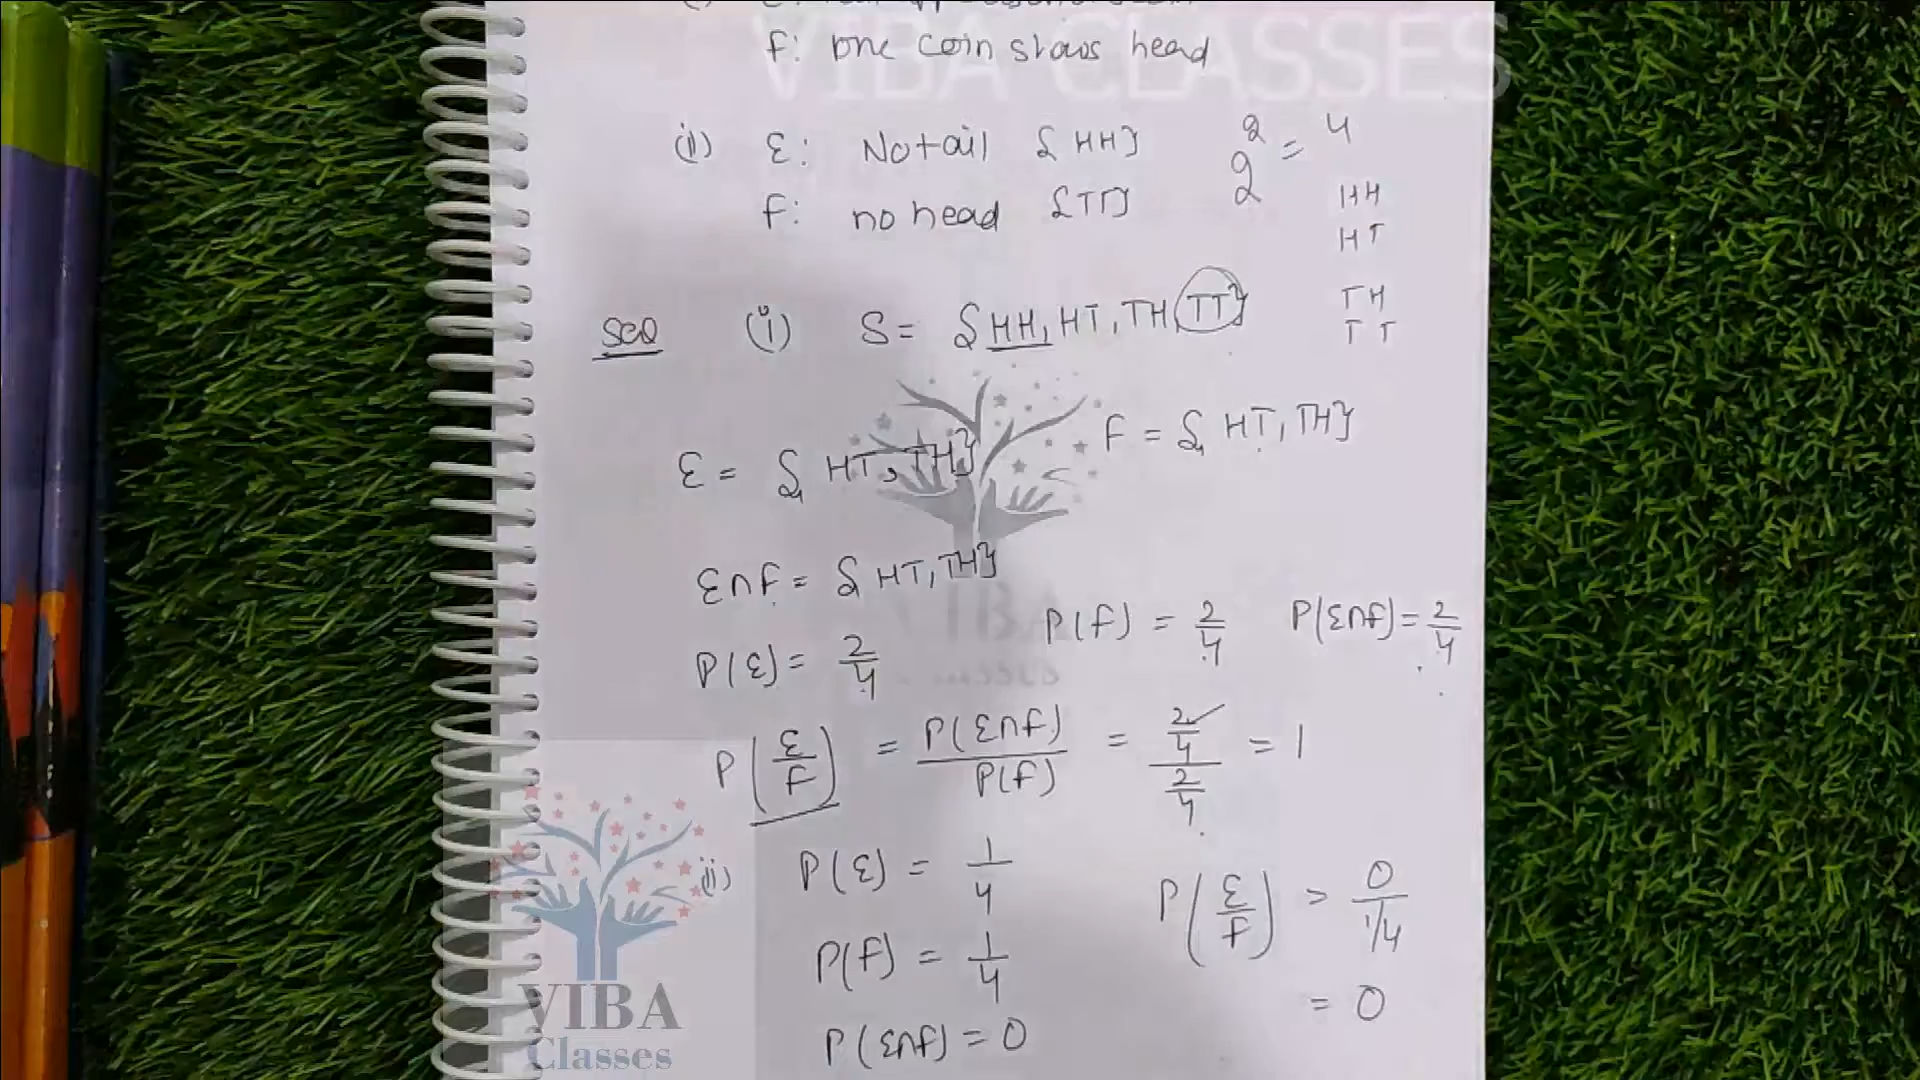 F: one coin shows head
VIBA CLASSES
(ii) E: No tail {HH}
2² = 4
F: no head {TT}
HH
HT
TH
TT
Sol (i) S = {HH, HT, TH, TT}
E = {HT, TH}
F = {HT, TH}
E∩F = {HT, TH}
P(E) = 2/4
P(F) = 2/4
P(E∩F) = 2/4
P(E/F) = P(E∩F)/P(F) = (2/4)/(2/4) = 1
(ii) P(E) = 1/4
P(F) = 1/4
P(E∩F) = 0
P(E/F) = 0/(1/4)
= 0
VIBA
Classes